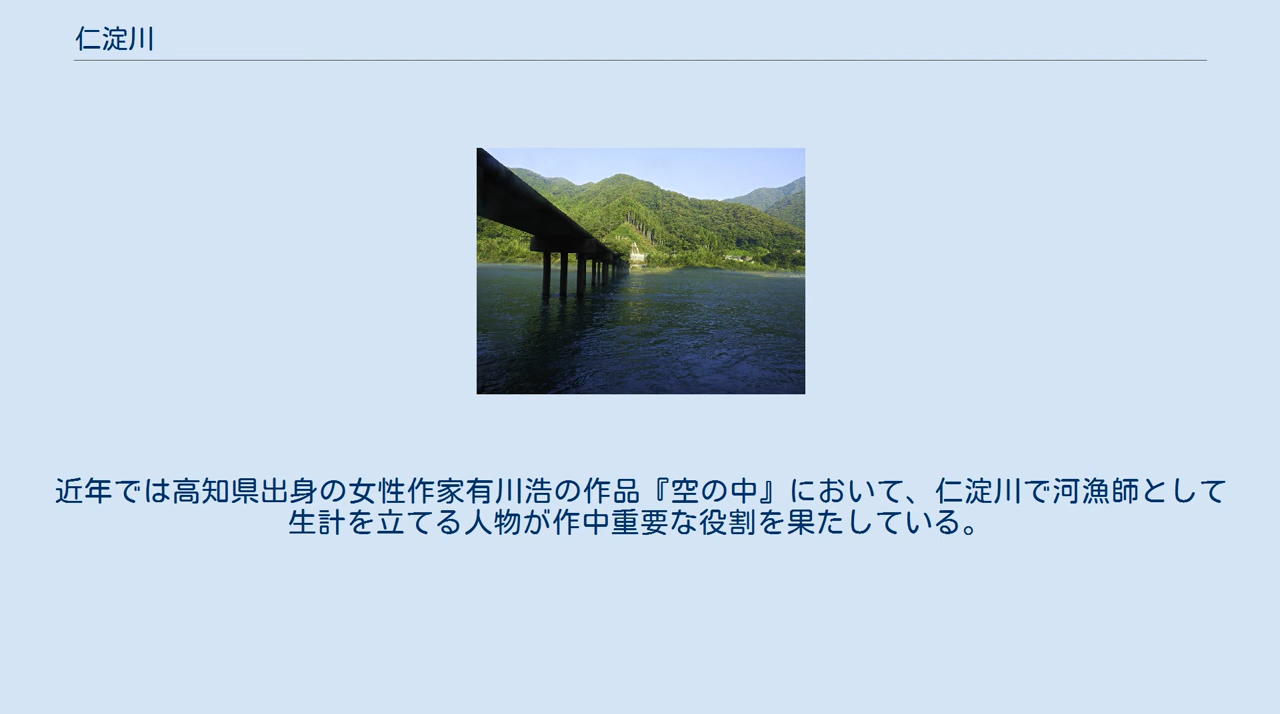 仁淀川
近年では高知県出身の女性作家有川浩の作品『空の中』において、仁淀川で河漁師として
生計を立てる人物が作中重要な役割を果たしている。